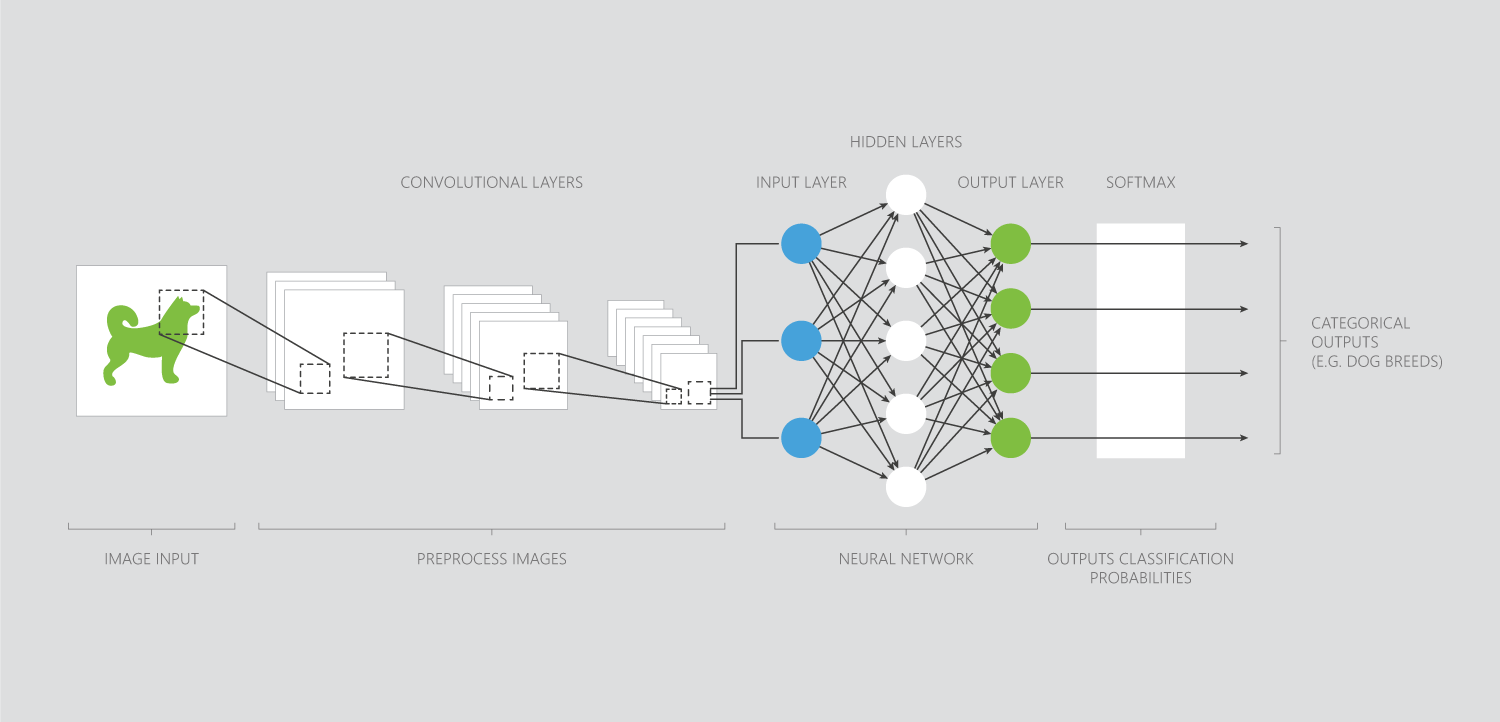 HIDDEN LAYERS
CONVOLUTIONAL LAYERS
INPUT LAYER
OUTPUT LAYER
SOFTMAX
CATEGORICAL
OUTPUTS
(E.G. DOG BREEDS)
IMAGE INPUT
PREPROCESS IMAGES
NEURAL NETWORK
OUTPUTS CLASSIFICATION
PROBABILITIES